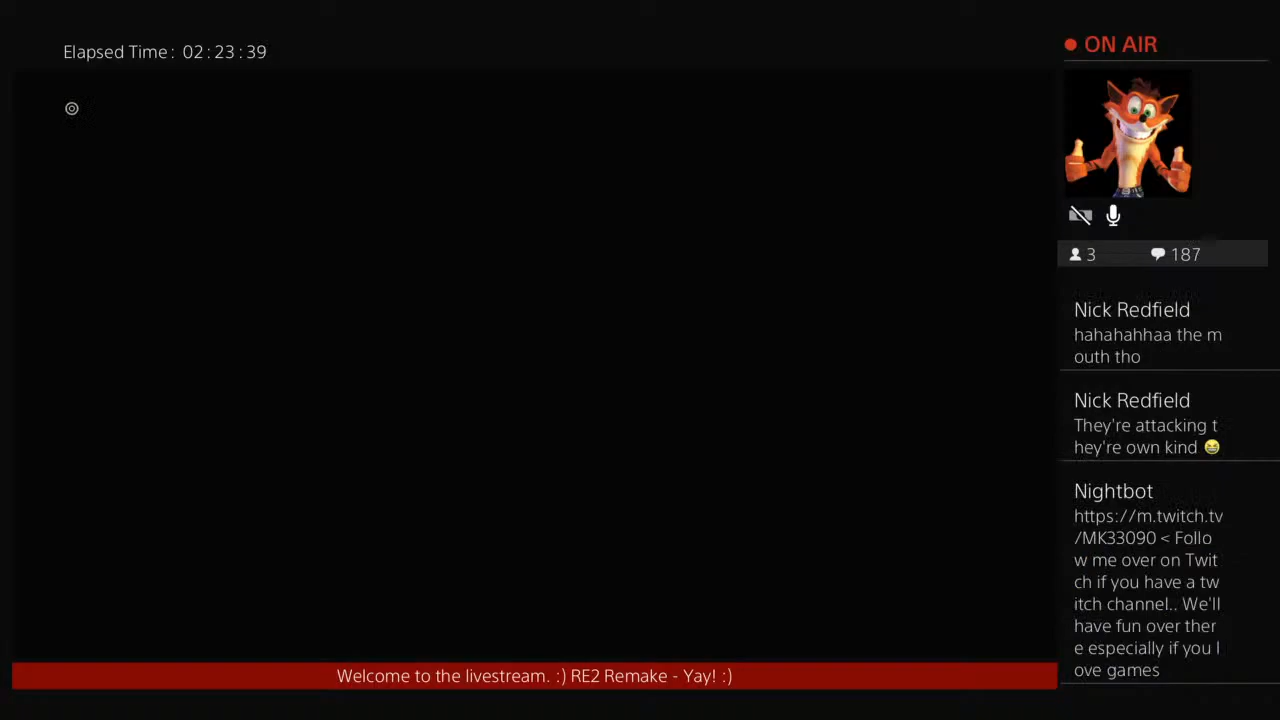 Elapsed Time: 02:23:39
ON AIR
3 187
Nick Redfield
hahahahhaa the m
outh tho
Nick Redfield
They're attacking t
hey're own kind 😆
Nightbot
https://m.twitch.tv
/MK33090 < Follo
w me over on Twit
ch if you have a tw
itch channel.. We'll
have fun over ther
e especially if you l
ove games
Welcome to the livestream. :) RE2 Remake - Yay! :)